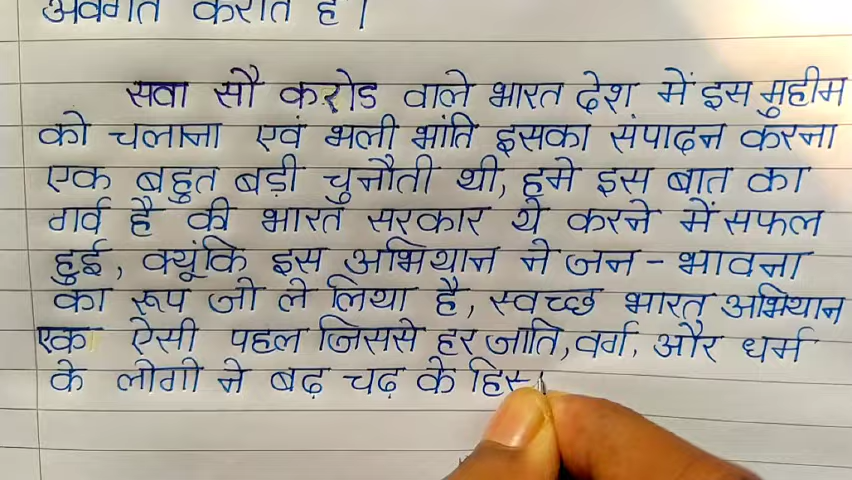 अवगत कराते है।
सवा सौ करोड वाले भारत देश में इस मुहीम
को चलाना एवं भली भांति इसका संपादन करना
एक बहुत बड़ी चुनौती थी, हमे इस बात का
गर्व है की भारत सरकार ये करने में सफल
हुई, क्यूंकि इस अभियान ने जन - भावना
का रूप जो ले लिया है, स्वच्छ भारत अभियान
एक ऐसी पहल जिससे हर जाति, वर्ग, और धर्म
के लोगो ने बढ़ चढ़ के हिस